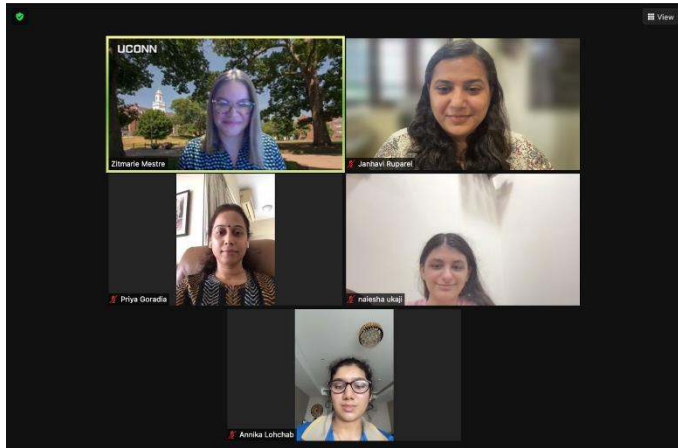 View
UCONN
Zitmarie Mestre
Janhavi Ruparel
Priya Goradia
naiesha ukaji
Annika Lohchab